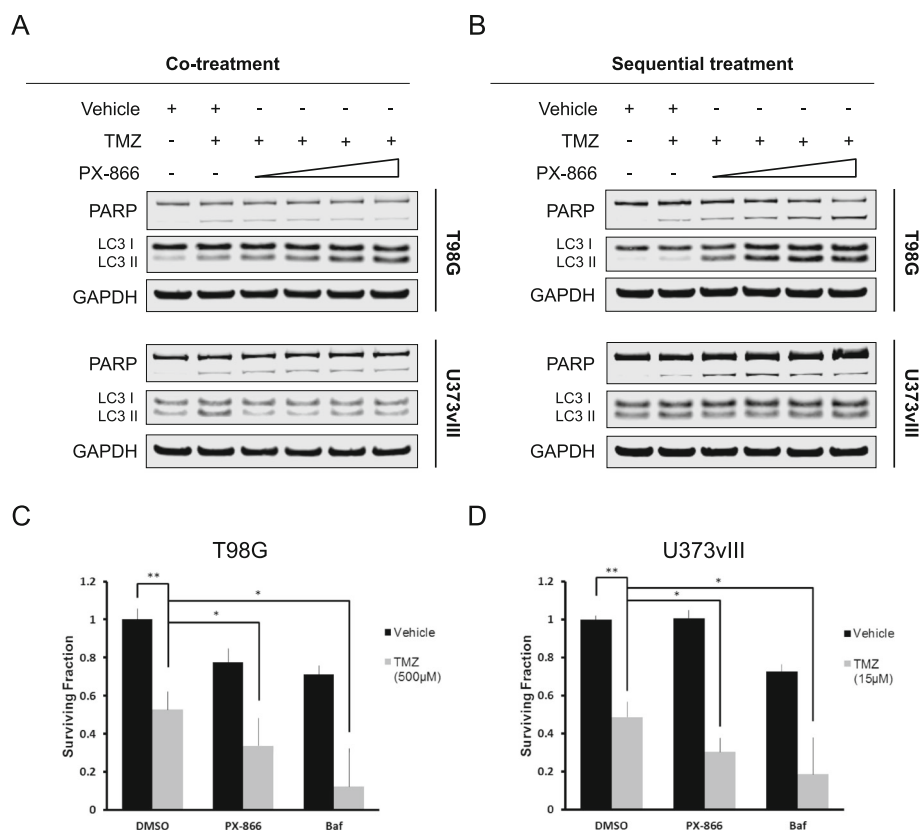 A
Co-treatment
Vehicle + + - - - -
TMZ - + + + + +
PX-866 - -
PARP
LC3 I
LC3 II
GAPDH
T98G
PARP
LC3 I
LC3 II
GAPDH
U373vIII
B
Sequential treatment
Vehicle + + - - - -
TMZ - + + + + +
PX-866 - -
PARP
LC3 I
LC3 II
GAPDH
T98G
PARP
LC3 I
LC3 II
GAPDH
U373vIII
C
T98G
Surviving Fraction
1.2
1
0.8
0.6
0.4
0.2
0
**
*
*
DMSO PX-866 Baf
Vehicle
TMZ
(500µM)
D
U373vIII
Surviving Fraction
1.2
1
0.8
0.6
0.4
0.2
0
**
*
*
DMSO PX-866 Baf
Vehicle
TMZ
(15µM)